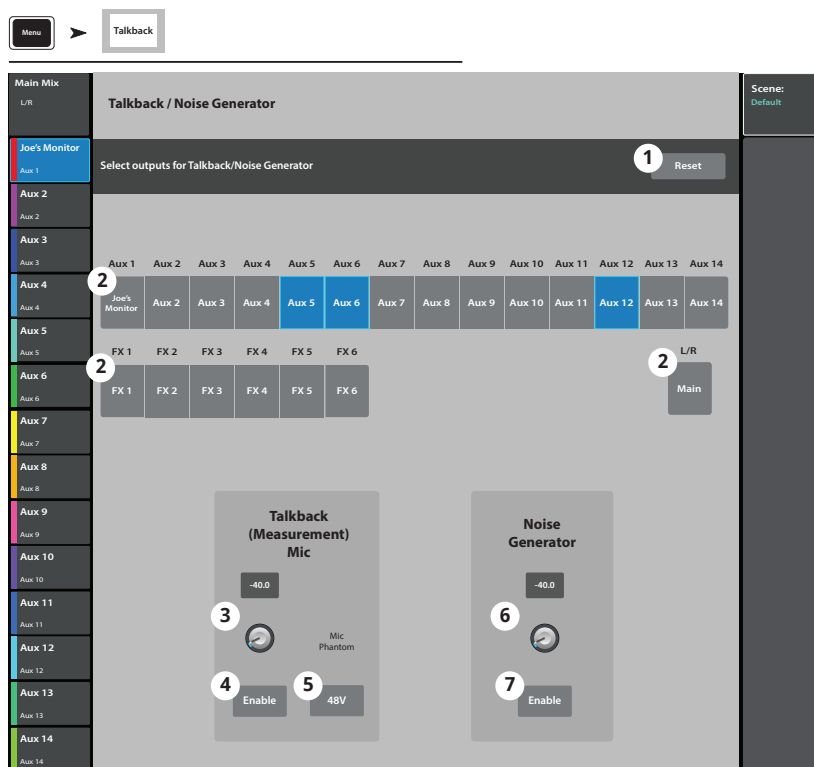 Menu
Talkback
Main Mix
L/R
Talkback / Noise Generator
Scene:
Default
Select outputs for Talkback/Noise Generator
1
Reset
Joe's Monitor
Aux 1
Aux 2
Aux 2
Aux 3
Aux 3
Aux 4
Aux 4
Aux 5
Aux 5
Aux 6
Aux 6
Aux 7
Aux 7
Aux 8
Aux 8
Aux 9
Aux 9
Aux 10
Aux 10
Aux 11
Aux 11
Aux 12
Aux 12
Aux 13
Aux 13
Aux 14
Aux 14
Aux 1 Aux 2 Aux 3 Aux 4 Aux 5 Aux 6 Aux 7 Aux 8 Aux 9 Aux 10 Aux 11 Aux 12 Aux 13 Aux 14
2
Joe's
Monitor
Aux 2 Aux 3 Aux 4 Aux 5 Aux 6 Aux 7 Aux 8 Aux 9 Aux 10 Aux 11 Aux 12 Aux 13 Aux 14
FX 1 FX 2 FX 3 FX 4 FX 5 FX 6 L/R
2
2
FX 1 FX 2 FX 3 FX 4 FX 5 FX 6 Main
Talkback
(Measurement)
Mic
-40.0
3
Mic
Phantom
4
Enable
5
48V
Noise
Generator
-40.0
6
7
Enable